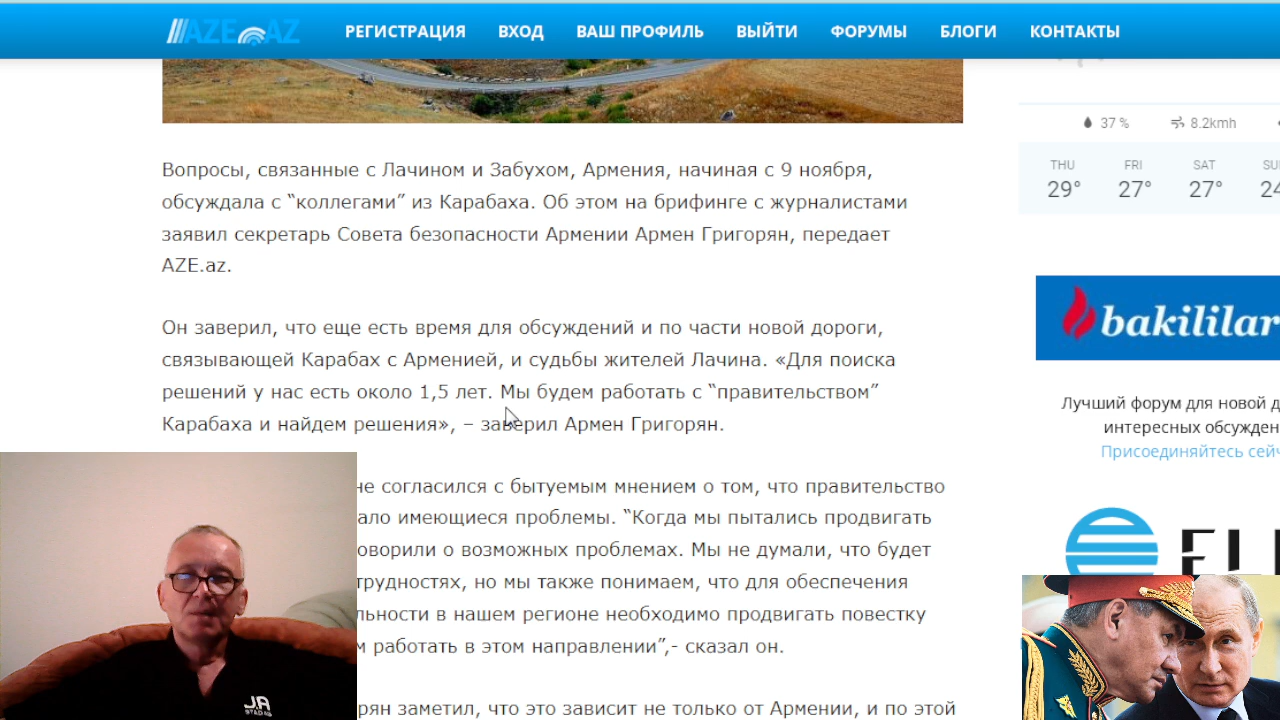 AZE.AZ
РЕГИСТРАЦИЯ ВХОД ВАШ ПРОФИЛЬ ВЫЙТИ ФОРУМЫ БЛОГИ КОНТАКТЫ
Вопросы, связанные с Лачином и Забухом, Армения, начиная с 9 ноября,
обсуждала с “коллегами” из Карабаха. Об этом на брифинге с журналистами
заявил секретарь Совета безопасности Армении Армен Григорян, передает
AZE.az.
Он заверил, что еще есть время для обсуждений и по части новой дороги,
связывающей Карабах с Арменией, и судьбы жителей Лачина. «Для поиска
решений у нас есть около 1,5 лет. Мы будем работать с “правительством”
Карабаха и найдем решения», – заверил Армен Григорян.
не согласился с бытуемым мнением о том, что правительство
ало имеющиеся проблемы. “Когда мы пытались продвигать
оворили о возможных проблемах. Мы не думали, что будет
трудностях, но мы также понимаем, что для обеспечения
льности в нашем регионе необходимо продвигать повестку
м работать в этом направлении”,- сказал он.
рян заметил, что это зависит не только от Армении, и по этой
37 % 8.2kmh
THU FRI SAT SU
29° 27° 27° 24
bakililar
Лучший форум для новой д
интересных обсужден
Присоединяйтесь сейч
J.A